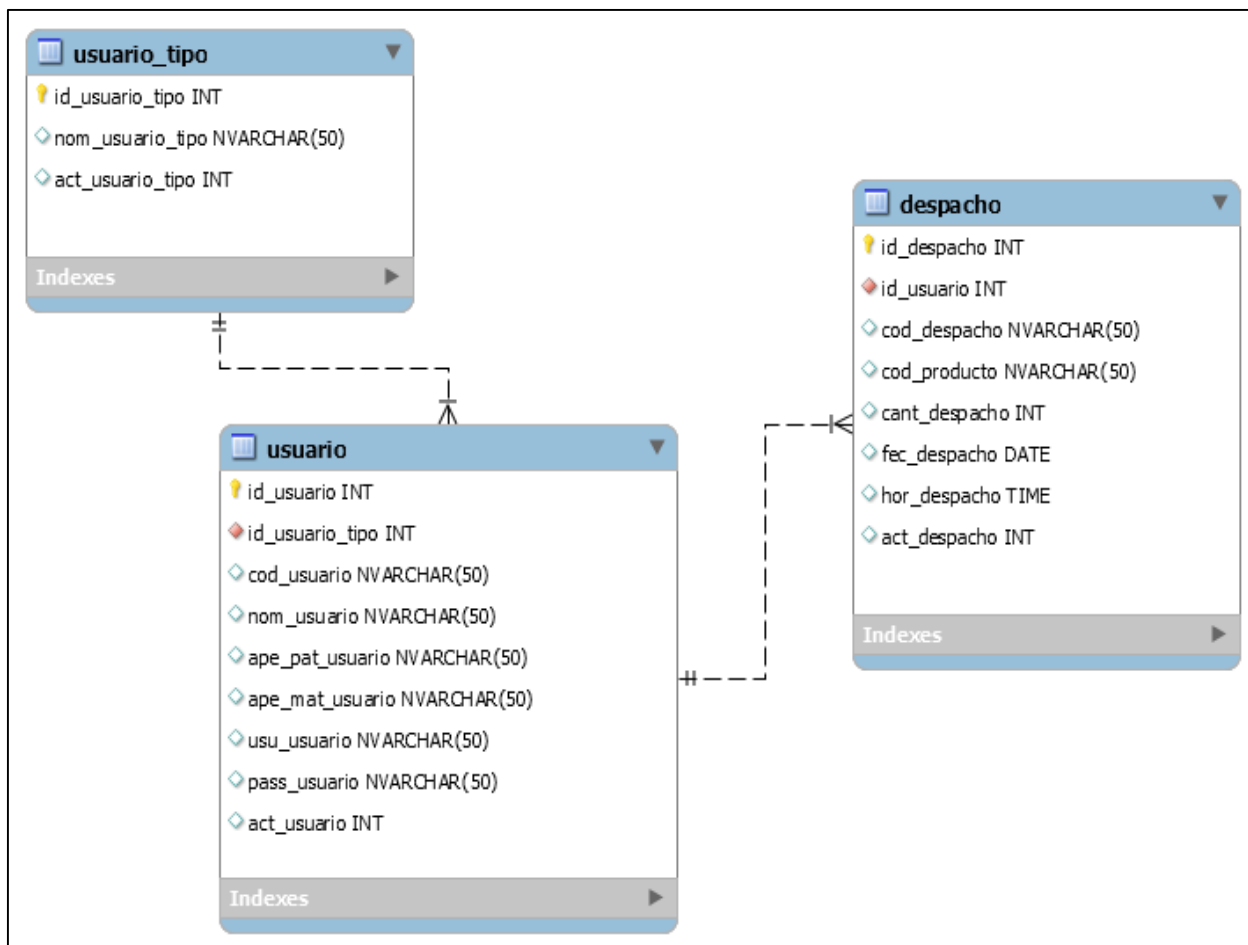 usuario_tipo
id_usuario_tipo INT
nom_usuario_tipo NVARCHAR(50)
act_usuario_tipo INT
Indexes
usuario
id_usuario INT
id_usuario_tipo INT
cod_usuario NVARCHAR(50)
nom_usuario NVARCHAR(50)
ape_pat_usuario NVARCHAR(50)
ape_mat_usuario NVARCHAR(50)
usu_usuario NVARCHAR(50)
pass_usuario NVARCHAR(50)
act_usuario INT
Indexes
despacho
id_despacho INT
id_usuario INT
cod_despacho NVARCHAR(50)
cod_producto NVARCHAR(50)
cant_despacho INT
fec_despacho DATE
hor_despacho TIME
act_despacho INT
Indexes